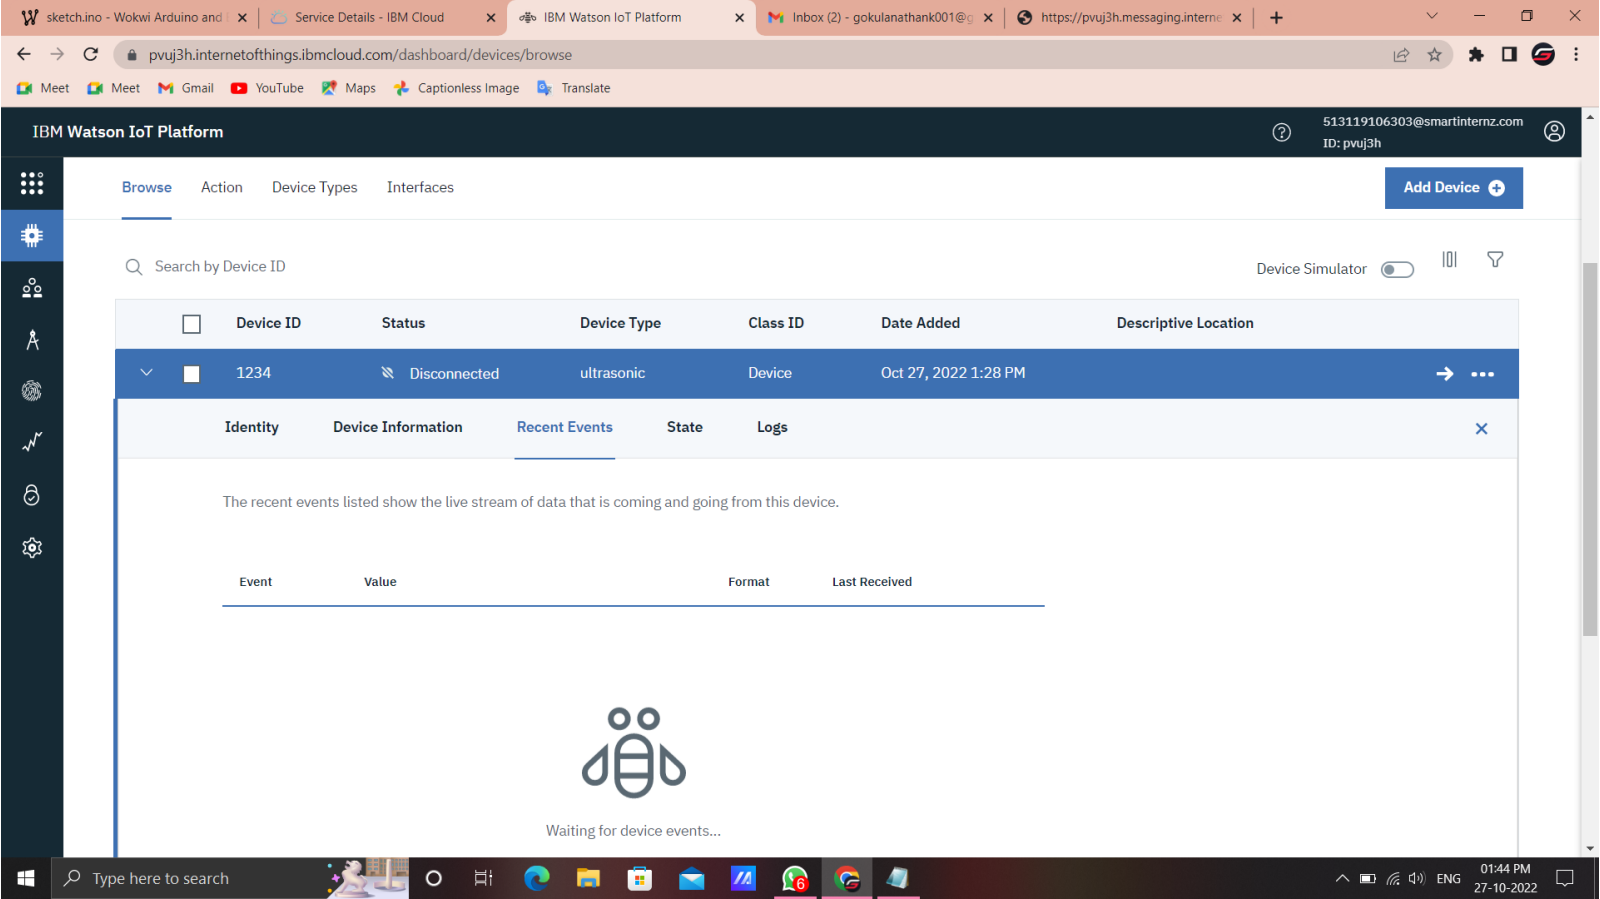 sketch.ino - Wokwi Arduino and
Service Details - IBM Cloud
IBM Watson IoT Platform
Inbox (2) - gokulanathank001@g
https://pvuj3h.messaging.interne
pvuj3h.internetofthings.ibmcloud.com/dashboard/devices/browse
Meet
Meet
Gmail
YouTube
Maps
Captionless Image
Translate
IBM Watson IoT Platform
513119106303@smartinternz.com
ID: pvuj3h
Browse
Action
Device Types
Interfaces
Add Device
Search by Device ID
Device Simulator
Device ID
Status
Device Type
Class ID
Date Added
Descriptive Location
1234
Disconnected
ultrasonic
Device
Oct 27, 2022 1:28 PM
Identity
Device Information
Recent Events
State
Logs
The recent events listed show the live stream of data that is coming and going from this device.
Event
Value
Format
Last Received
Waiting for device events...
Type here to search
6
ENG
01:44 PM
27-10-2022